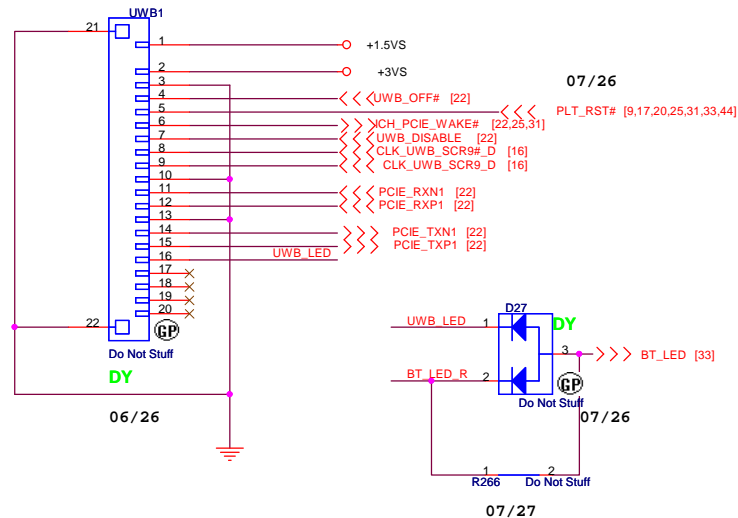 UWB1
21
1
+1.5VS
2
+3VS
3
07/26
4
UWB_OFF# [22]
5
PLT_RST# [9,17,20,25,31,33,44]
6
ICH_PCIE_WAKE# [22,25,31]
7
UWB_DISABLE [22]
8
CLK_UWB_SCR9#_D [16]
9
CLK_UWB_SCR9_D [16]
10
11
PCIE_RXN1 [22]
12
PCIE_RXP1 [22]
13
14
PCIE_TXN1 [22]
15
PCIE_TXP1 [22]
16
UWB_LED
17
18
19
20
22
GP
Do Not Stuff
DY
06/26
D27
UWB_LED
1
DY
3
BT_LED [33]
BT_LED_R
2
GP
Do Not Stuff
07/26
1
2
R266
Do Not Stuff
07/27